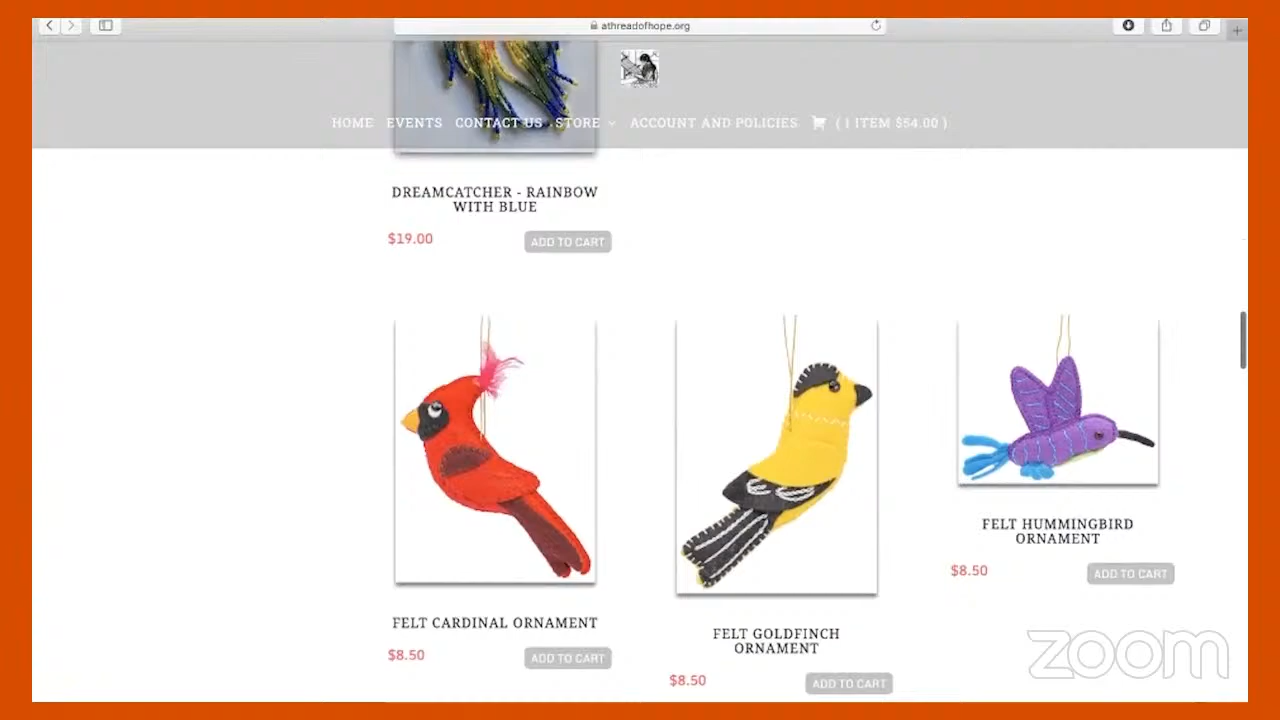 athreadofhope.org
HOME EVENTS CONTACT US STORE ACCOUNT AND POLICIES ( 1 ITEM $54.00 )
DREAMCATCHER - RAINBOW
WITH BLUE
$19.00 ADD TO CART
FELT CARDINAL ORNAMENT
$8.50 ADD TO CART
FELT GOLDFINCH
ORNAMENT
$8.50 ADD TO CART
FELT HUMMINGBIRD
ORNAMENT
$8.50 ADD TO CART
zoom